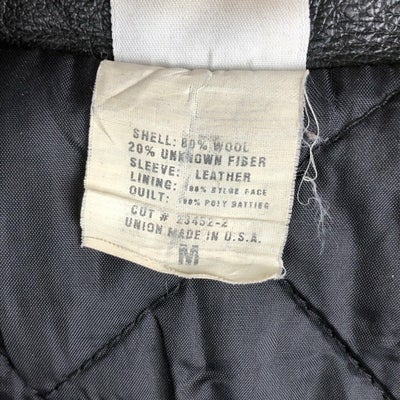 SHELL: 80% WOOL
20% UNKNOWN FIBER
SLEEVE: LEATHER
LINING: 100% NYLON FACE
QUILT: 100% POLY BATTING
CUT # 23452-2
UNION MADE IN U.S.A.
M